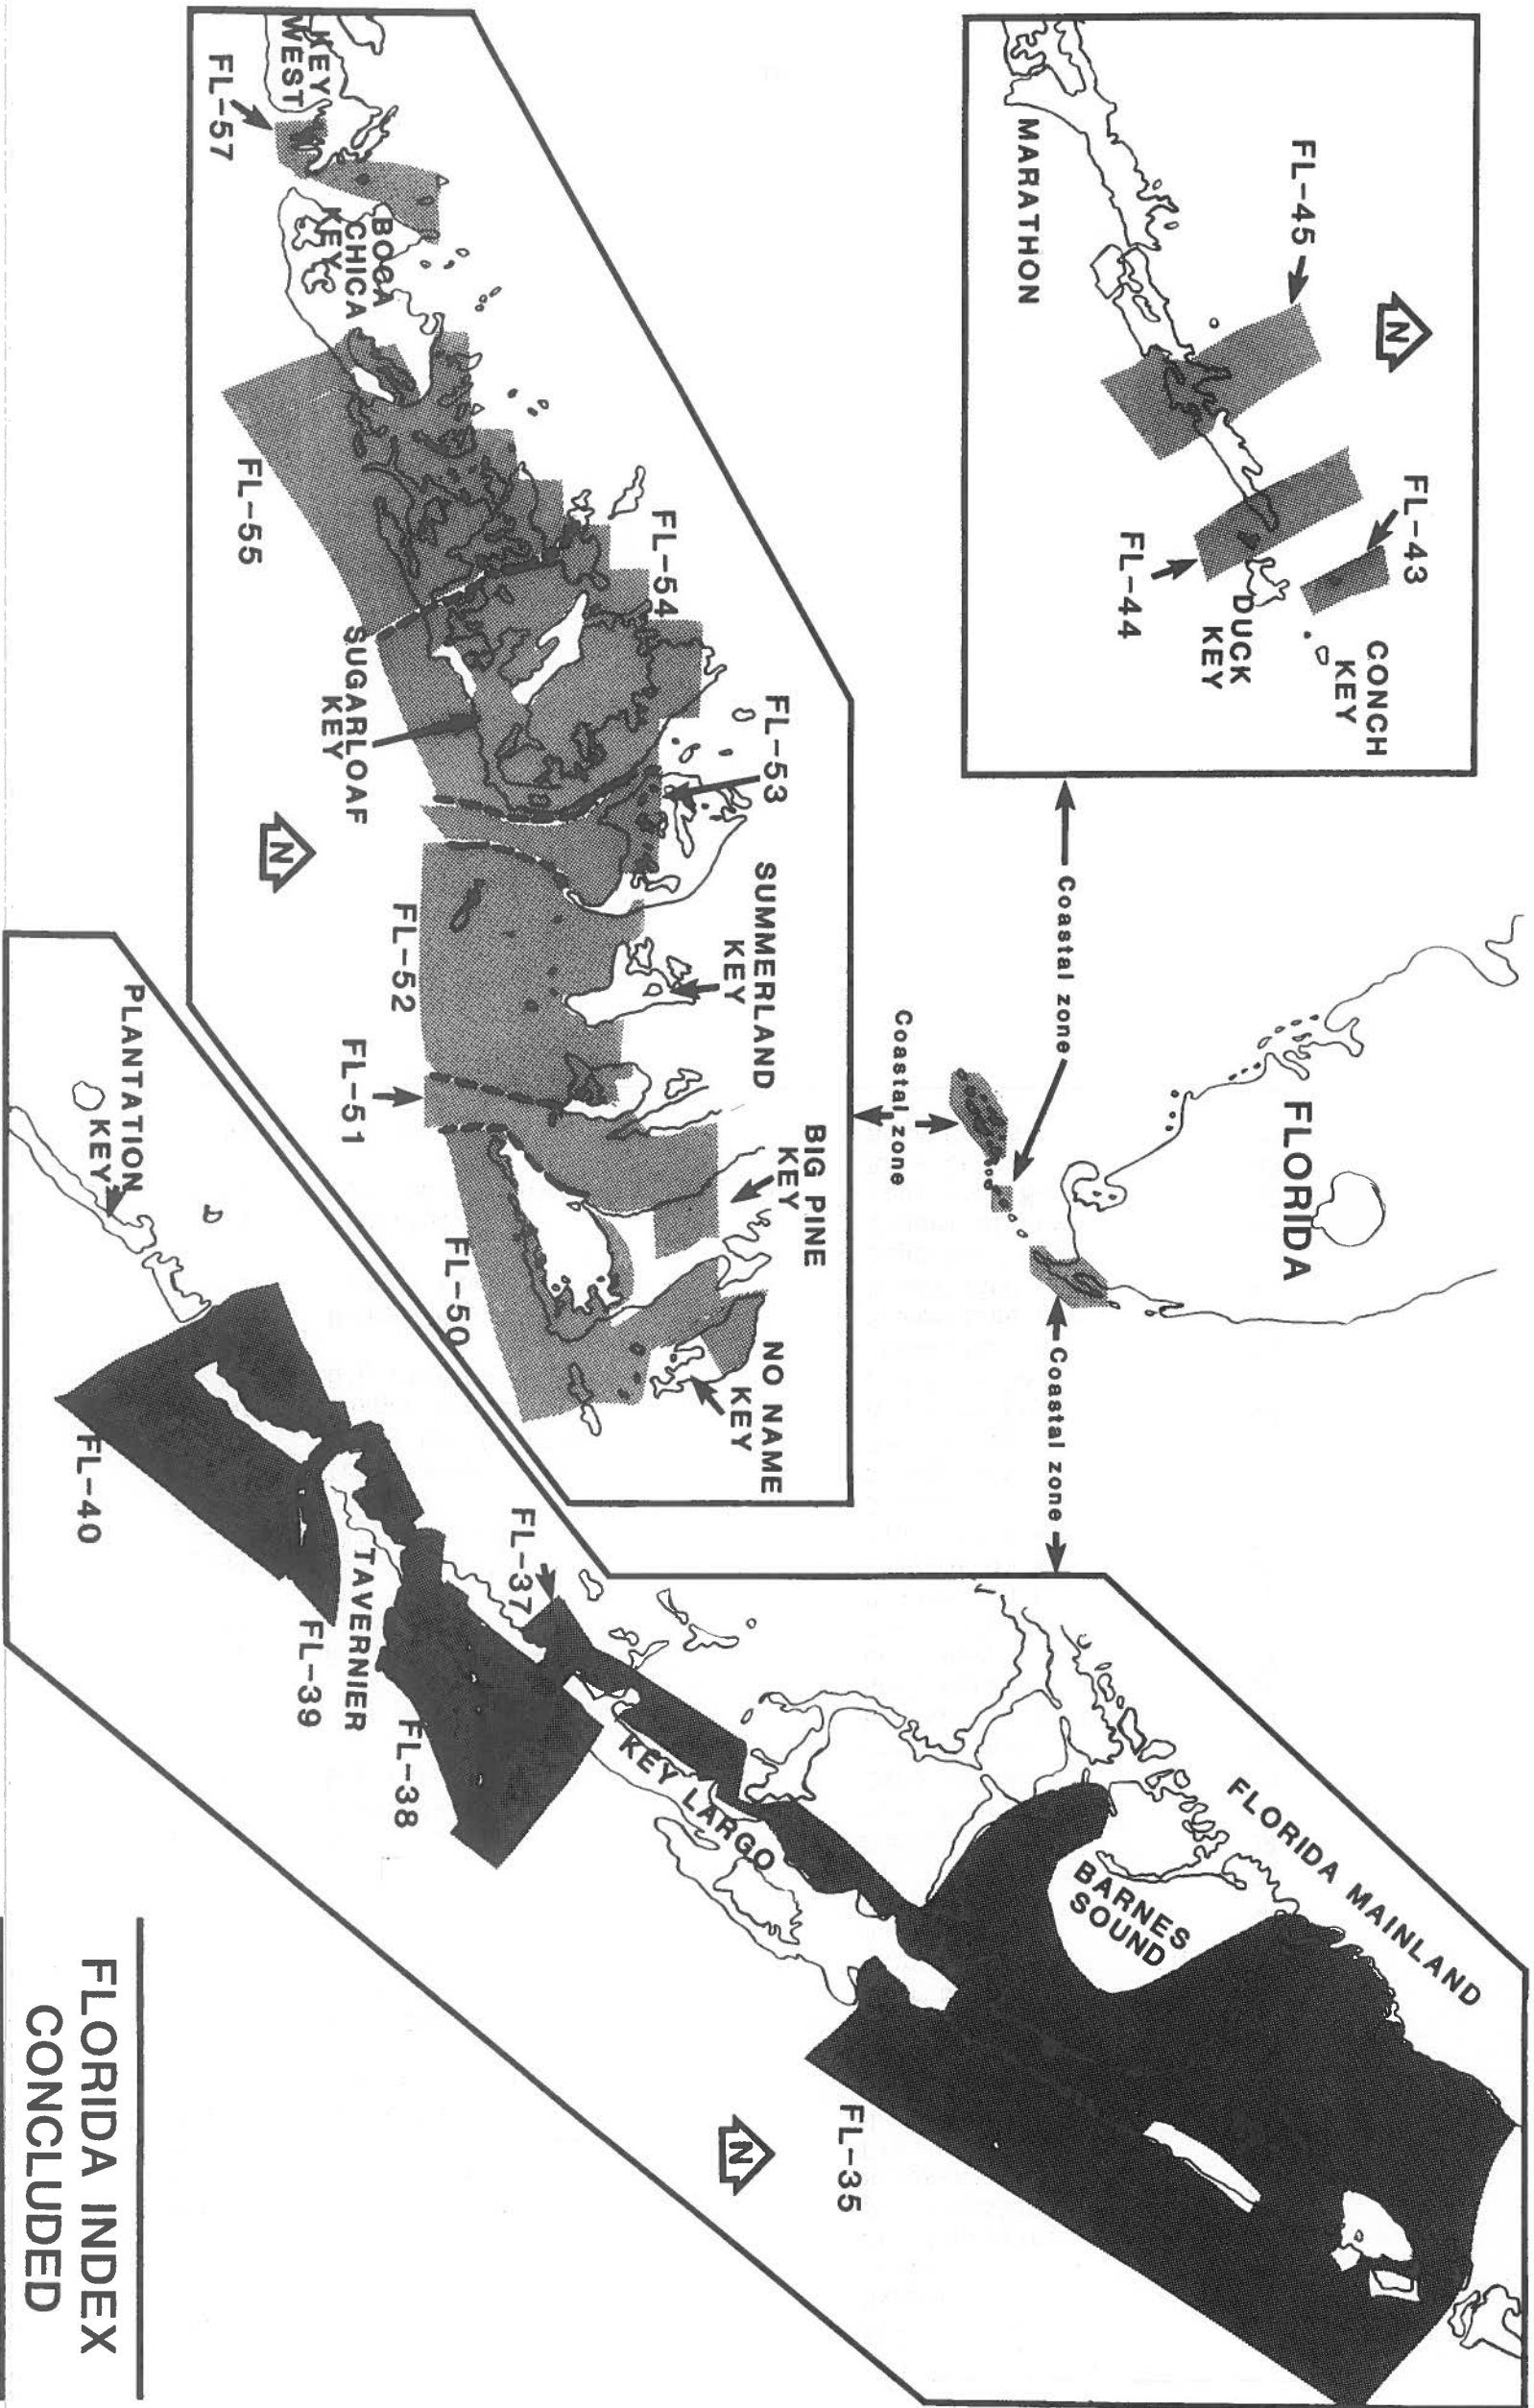 FL-45
N
FL-43
CONCH
KEY
DUCK
KEY
FL-44
MARATHON
Coastal zone
FLORIDA
Coastal zone
Coastal zone
KEY
WEST
FL-57
BOCA
CHICA
KEY
FL-55
FL-54
SUGARLOAF
KEY
FL-53
N
SUMMERLAND
KEY
FL-52
FL-51
BIG PINE
KEY
FL-50
NO NAME
KEY
PLANTATION
KEY
FL-40
TAVERNIER
FL-39
FL-38
FL-37
KEY LARGO
FLORIDA MAINLAND
BARNES
SOUND
FL-35
N
FLORIDA INDEX
CONCLUDED